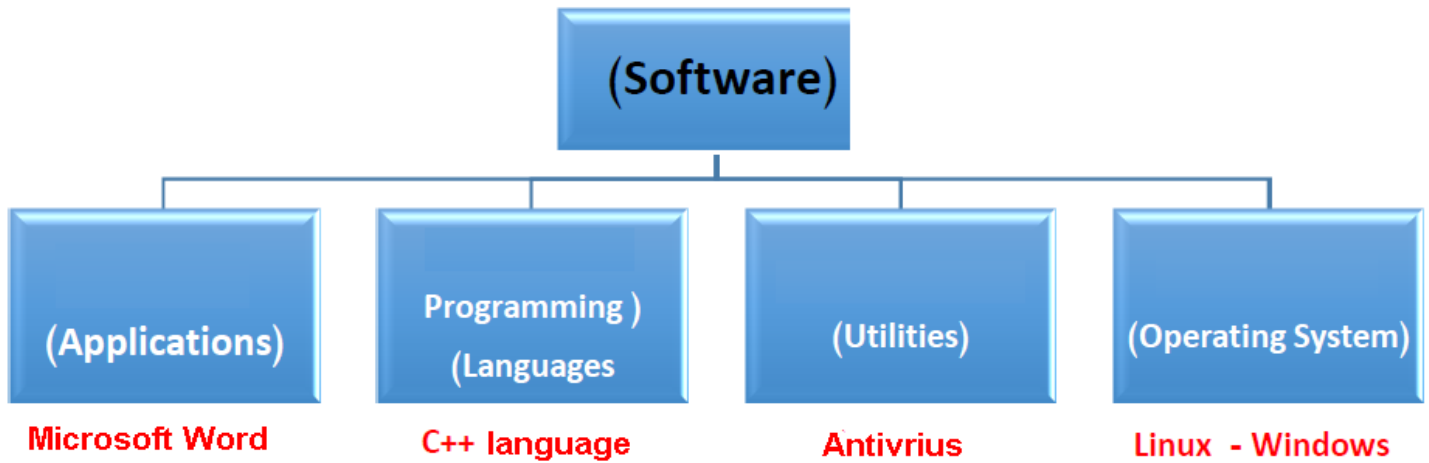 (Software)
(Applications)
Programming )
(Languages
(Utilities)
(Operating System)
Microsoft Word
C++ language
Antivrius
Linux - Windows